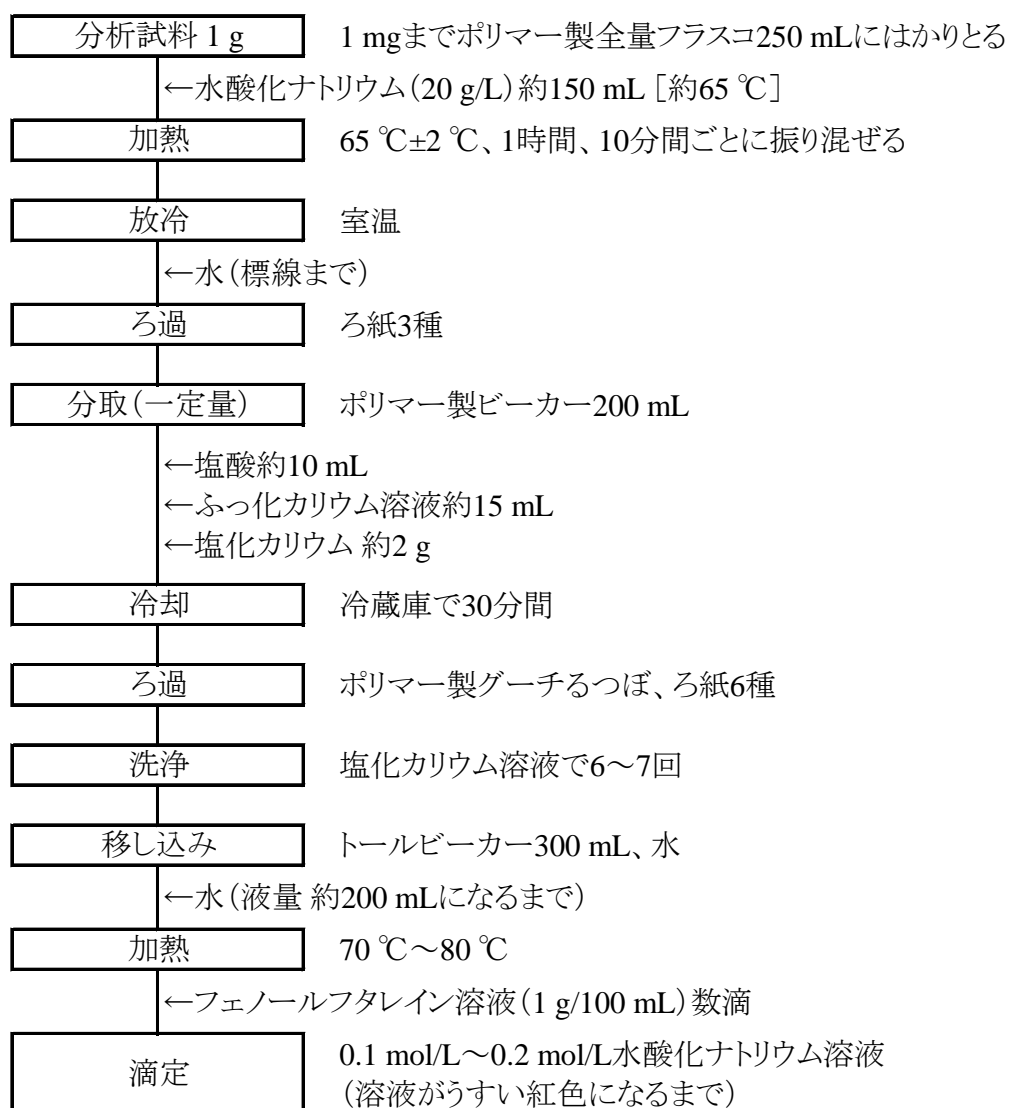 分析試料 1 g　1 mgまでポリマー製全量フラスコ250 mLにはかりとる
←水酸化ナトリウム（20 g/L）約150 mL ［約65 ℃］
加熱　65 ℃±2 ℃、1時間、10分間ごとに振り混ぜる
放冷　室温
←水（標線まで）
ろ過　ろ紙3種
分取（一定量）　ポリマー製ビーカー200 mL
←塩酸約10 mL
←ふっ化カリウム溶液約15 mL
←塩化カリウム 約2 g
冷却　冷蔵庫で30分間
ろ過　ポリマー製グーチるつぼ、ろ紙6種
洗浄　塩化カリウム溶液で6～7回
移し込み　トールビーカー300 mL、水
←水（液量 約200 mLになるまで）
加熱　70 ℃～80 ℃
←フェノールフタレイン溶液（1 g/100 mL）数滴
滴定　0.1 mol/L～0.2 mol/L水酸化ナトリウム溶液
（溶液がうすい紅色になるまで）